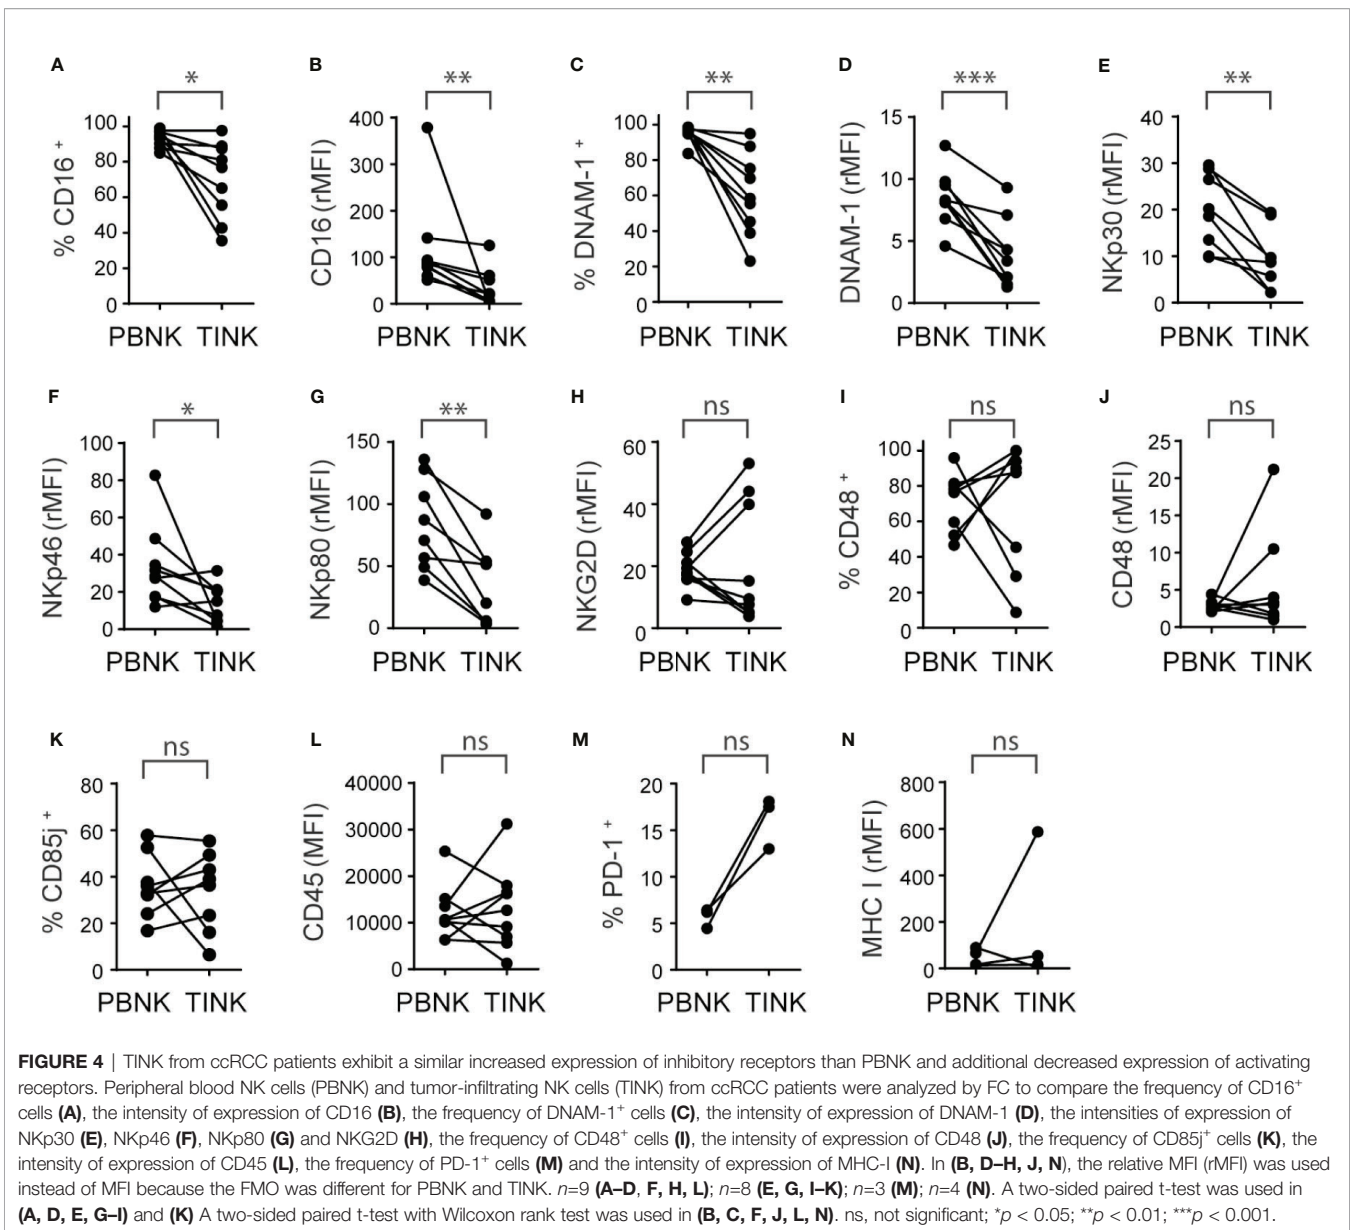 A
*
% CD16 +
100
80
60
40
20
0
PBNK TINK
B
**
CD16 (rMFI)
400
300
200
100
0
PBNK TINK
C
**
% DNAM-1 +
100
80
60
40
20
0
PBNK TINK
D
***
DNAM-1 (rMFI)
15
10
5
0
PBNK TINK
E
**
NKp30 (rMFI)
40
30
20
10
0
PBNK TINK
F
*
NKp46 (rMFI)
100
80
60
40
20
0
PBNK TINK
G
**
NKp80 (rMFI)
150
100
50
0
PBNK TINK
H
ns
NKG2D (rMFI)
60
40
20
0
PBNK TINK
I
ns
% CD48 +
100
80
60
40
20
0
PBNK TINK
J
ns
CD48 (rMFI)
25
20
15
10
5
0
PBNK TINK
K
ns
% CD85j +
80
60
40
20
0
PBNK TINK
L
ns
CD45 (MFI)
40000
30000
20000
10000
0
PBNK TINK
M
ns
% PD-1 +
20
15
10
5
0
PBNK TINK
N
ns
MHC I (rMFI)
800
600
400
200
0
PBNK TINK
FIGURE 4 | TINK from ccRCC patients exhibit a similar increased expression of inhibitory receptors than PBNK and additional decreased expression of activating
receptors. Peripheral blood NK cells (PBNK) and tumor-infiltrating NK cells (TINK) from ccRCC patients were analyzed by FC to compare the frequency of CD16+
cells (A), the intensity of expression of CD16 (B), the frequency of DNAM-1+ cells (C), the intensity of expression of DNAM-1 (D), the intensities of expression of
NKp30 (E), NKp46 (F), NKp80 (G) and NKG2D (H), the frequency of CD48+ cells (I), the intensity of expression of CD48 (J), the frequency of CD85j+ cells (K), the
intensity of expression of CD45 (L), the frequency of PD-1+ cells (M) and the intensity of expression of MHC-I (N). In (B, D–H, J, N), the relative MFI (rMFI) was used
instead of MFI because the FMO was different for PBNK and TINK. n=9 (A–D, F, H, L); n=8 (E, G, I–K); n=3 (M); n=4 (N). A two-sided paired t-test was used in
(A, D, E, G–I) and (K) A two-sided paired t-test with Wilcoxon rank test was used in (B, C, F, J, L, N). ns, not significant; *p < 0.05; **p < 0.01; ***p < 0.001.